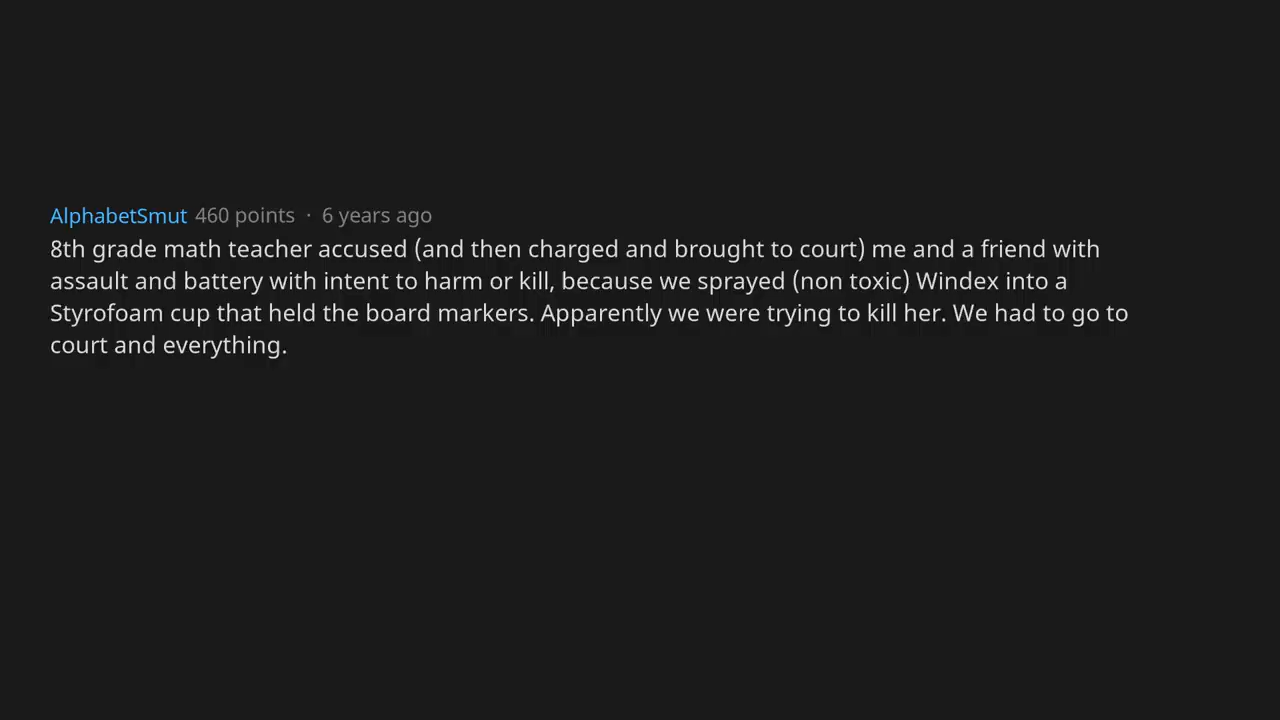 AlphabetSmut 460 points · 6 years ago
8th grade math teacher accused (and then charged and brought to court) me and a friend with
assault and battery with intent to harm or kill, because we sprayed (non toxic) Windex into a
Styrofoam cup that held the board markers. Apparently we were trying to kill her. We had to go to
court and everything.